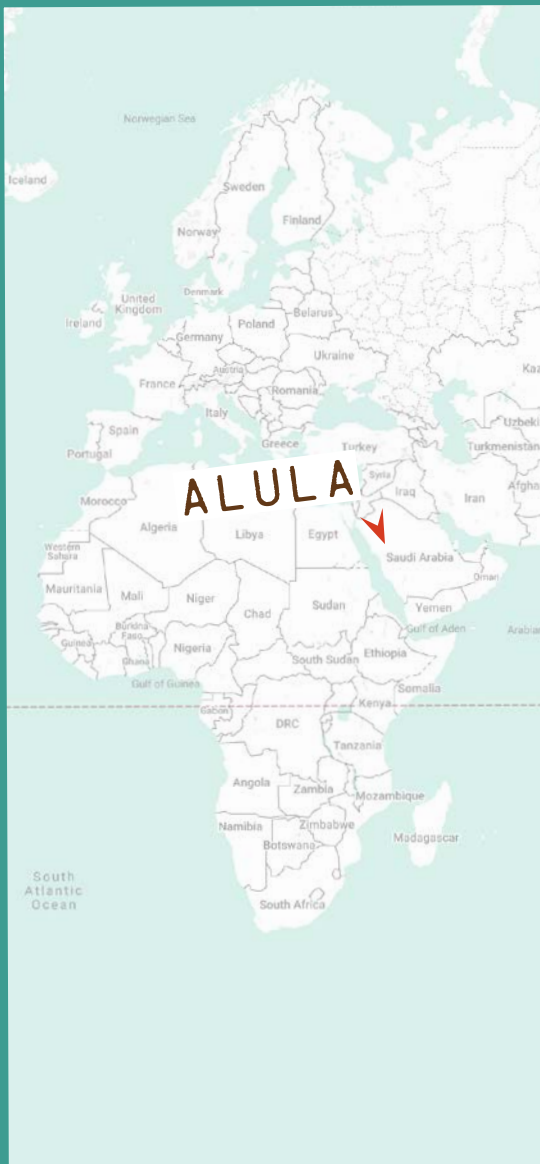 Norwegian Sea
Iceland
Sweden
Finland
Norway
Denmark
United
Kingdom
Ireland
Belarus
Poland
Germany
Ukraine
Austria
France
Romania
Italy
Spain
Greece
Portugal
Turkey
Uzbeki
Turkmenistan
Kaz
ALULA
Syria
Iraq
Iran
Afgha
Morocco
Algeria
Libya
Egypt
Saudi Arabia
Western
Sahara
Oman
Mauritania
Mali
Niger
Chad
Sudan
Yemen
Gulf of Aden
Arabian
Burkina
Faso
Guinea
Ghana
Nigeria
South Sudan
Ethiopia
Gulf of Guinea
Somalia
Gabon
Kenya
DRC
Tanzania
Angola
Zambia
Mozambique
Namibia
Zimbabwe
Botswana
Madagascar
South
Atlantic
Ocean
South Africa